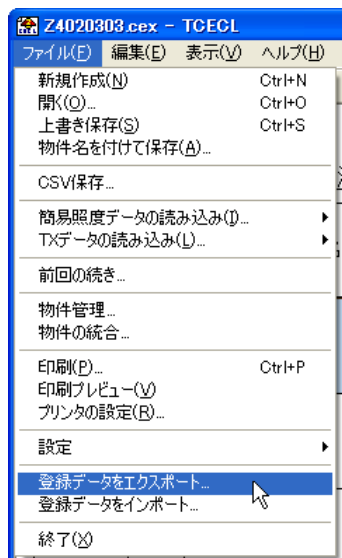 Z4020303.cex - TCECL
ファイル(F) 編集(E) 表示(V) ヘルプ(H)
新規作成(N) Ctrl+N
開く(O)... Ctrl+O
上書き保存(S) Ctrl+S
物件名を付けて保存(A)...
CSV保存...
簡易照度データの読み込み(I)...
TXデータの読み込み(L)...
前回の続き...
物件管理...
物件の統合...
印刷(P)... Ctrl+P
印刷プレビュー(V)
プリンタの設定(R)...
設定
登録データをエクスポート...
登録データをインポート...
終了(X)